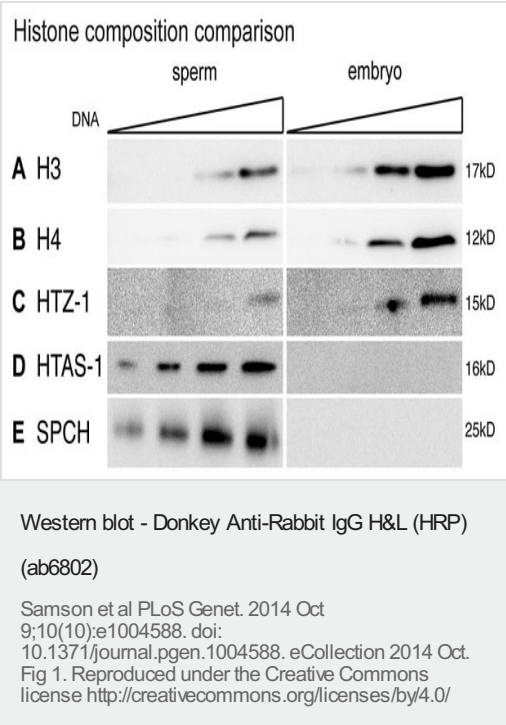 Histone composition comparison
sperm embryo
DNA
A H3 17kD
B H4 12kD
C HTZ-1 15kD
D HTAS-1 16kD
E SPCH 25kD
Western blot - Donkey Anti-Rabbit IgG H&L (HRP)
(ab6802)
Samson et al PLoS Genet. 2014 Oct
9;10(10):e1004588. doi:
10.1371/journal.pgen.1004588. eCollection 2014 Oct.
Fig 1. Reproduced under the Creative Commons
license http://creativecommons.org/licenses/by/4.0/